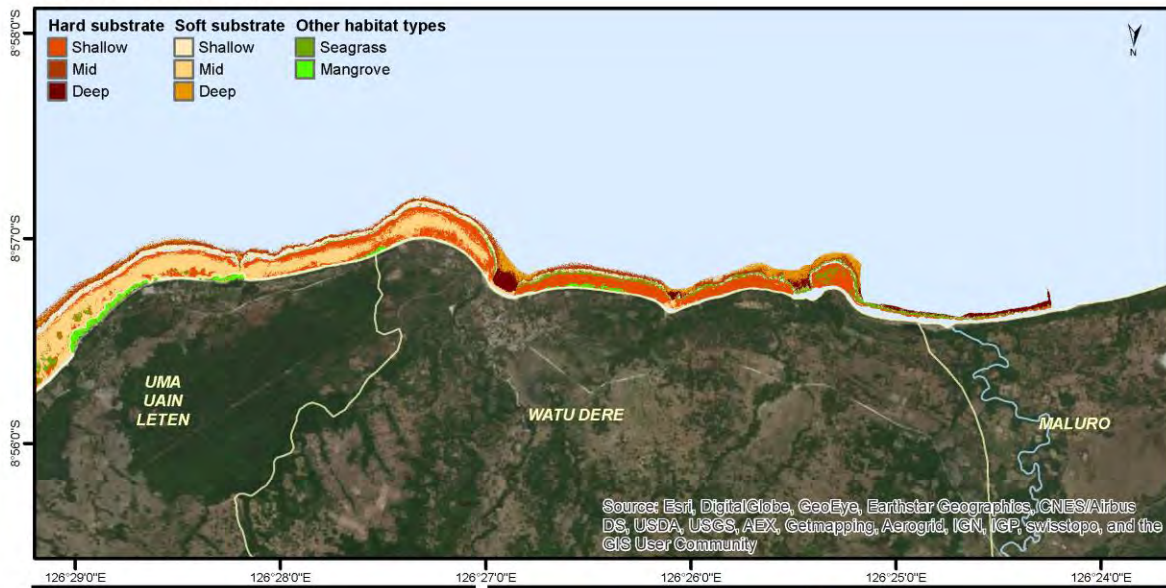 Hard substrate Soft substrate Other habitat types
Shallow Shallow Seagrass
Mid Mid Mangrove
Deep Deep
N
8°58'0"S
8°57'0"S
8°56'0"S
UMA
UAIN
LETEN
WATU DERE
MALURO
Source: Esri, DigitalGlobe, GeoEye, Earthstar Geographics, CNES/Airbus
DS, USDA, USGS, AEX, Getmapping, Aerogrid, IGN, IGP, swisstopo, and the
GIS User Community
126°29'0"E 126°28'0"E 126°27'0"E 126°26'0"E 126°25'0"E 126°24'0"E